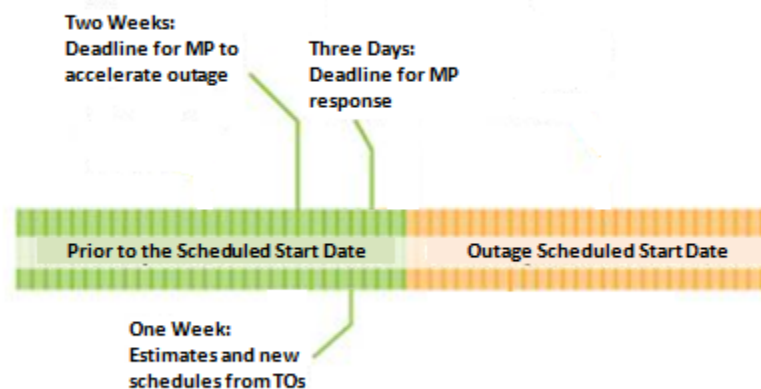 Two Weeks:
Deadline for MP to
accelerate outage
Three Days:
Deadline for MP
response
Prior to the Scheduled Start Date
Outage Scheduled Start Date
One Week:
Estimates and new
schedules from TOs